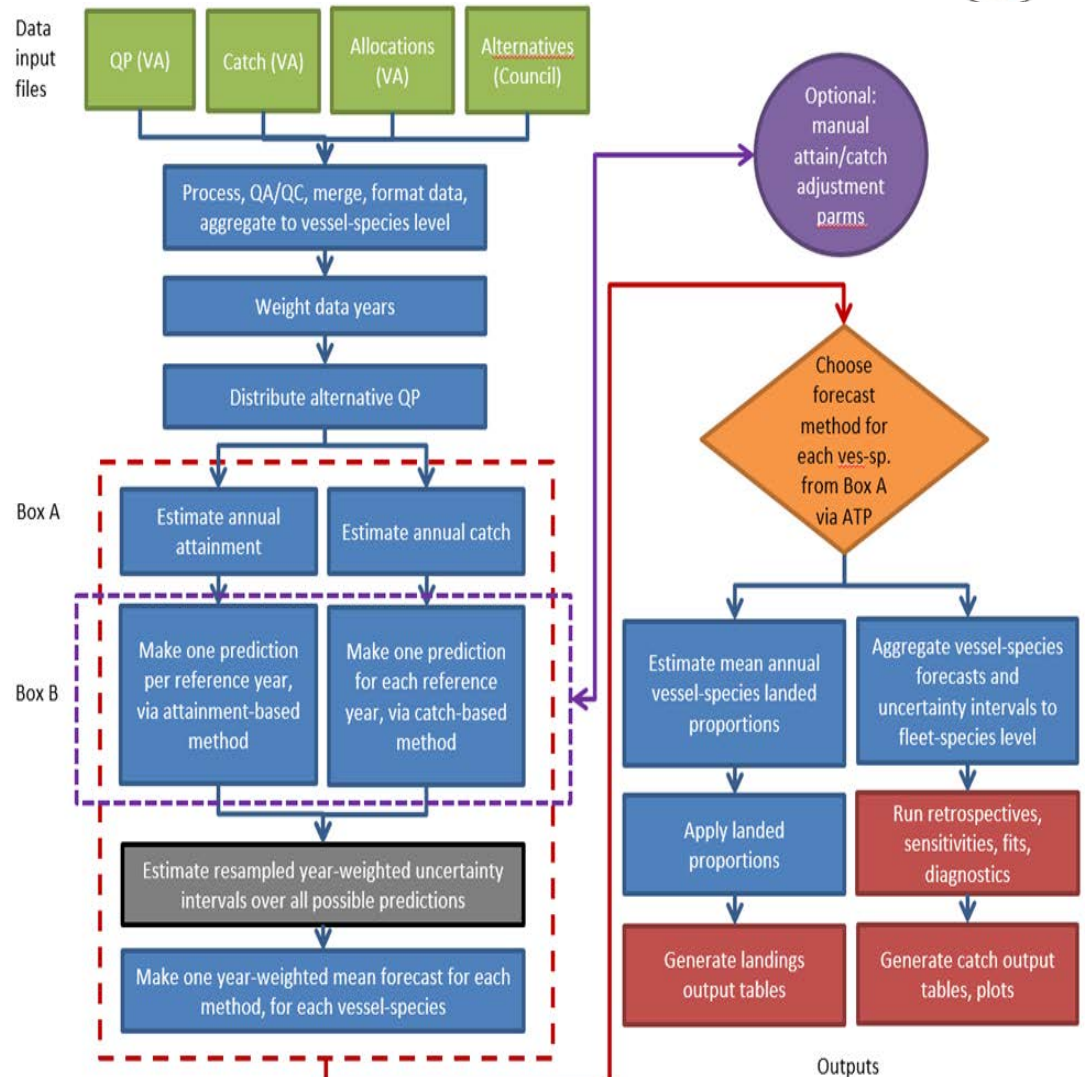 Data
input
files
QP (VA)
Catch (VA)
Allocations
(VA)
Alternatives
(Council)
Optional:
manual
attain/catch
adjustment
parms
Process, QA/QC, merge, format data,
aggregate to vessel-species level
Weight data years
Distribute alternative QP
Choose
forecast
method for
each ves-sp.
from Box A
via ATP
Box A
Estimate annual
attainment
Estimate annual catch
Box B
Make one prediction
per reference year,
via attainment-based
method
Make one prediction
for each reference
year, via catch-based
method
Estimate mean annual
vessel-species landed
proportions
Aggregate vessel-species
forecasts and
uncertainty intervals to
fleet-species level
Apply landed
proportions
Run retrospectives,
sensitivities, fits,
diagnostics
Estimate resampled year-weighted uncertainty
intervals over all possible predictions
Make one year-weighted mean forecast for each
method, for each vessel-species
Generate landings
output tables
Generate catch output
tables, plots
Outputs